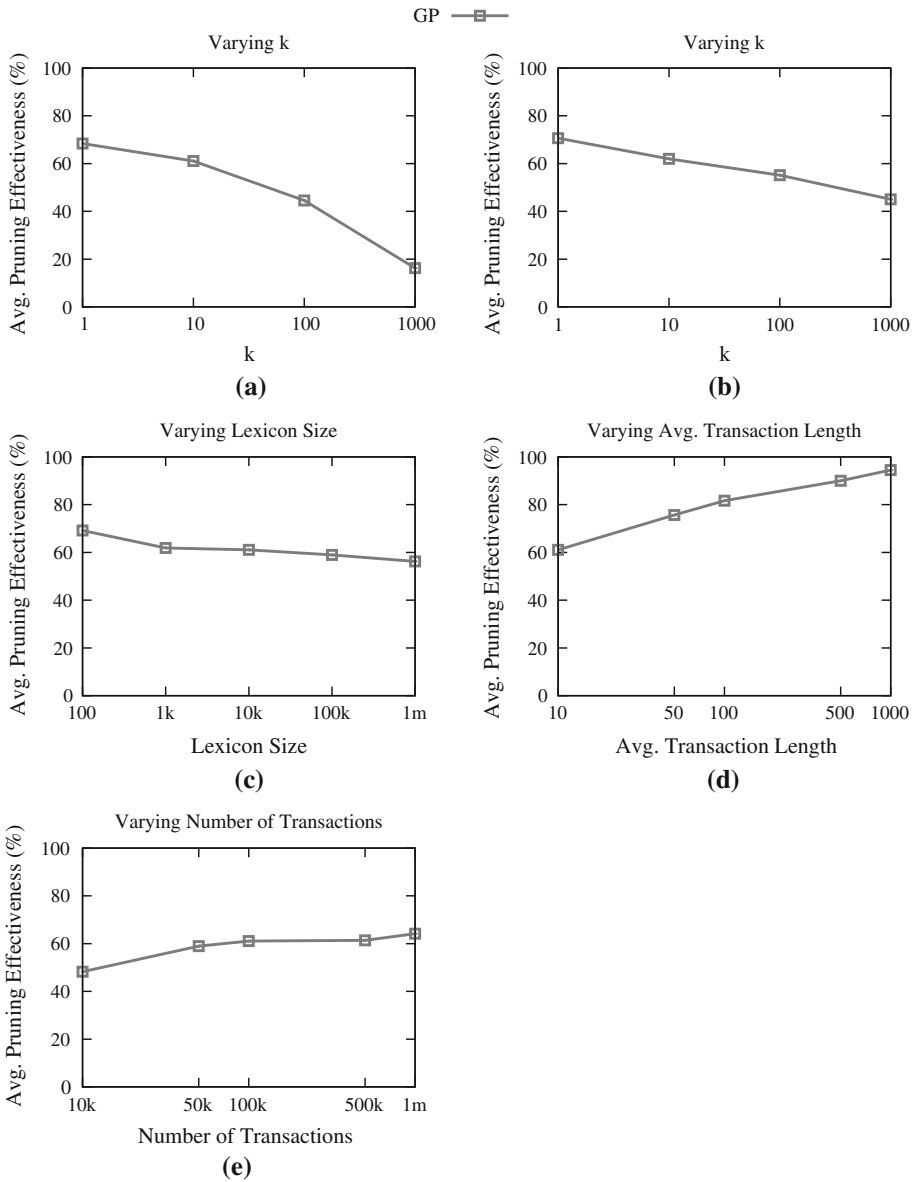 GP
Varying k
Avg. Pruning Effectiveness (%)
100
80
60
40
20
0
1 10 100 1000
k
(a)
Varying k
Avg. Pruning Effectiveness (%)
100
80
60
40
20
0
1 10 100 1000
k
(b)
Varying Lexicon Size
Avg. Pruning Effectiveness (%)
100
80
60
40
20
0
100 1k 10k 100k 1m
Lexicon Size
(c)
Varying Avg. Transaction Length
Avg. Pruning Effectiveness (%)
100
80
60
40
20
0
10 50 100 500 1000
Avg. Transaction Length
(d)
Varying Number of Transactions
Avg. Pruning Effectiveness (%)
100
80
60
40
20
0
10k 50k 100k 500k 1m
Number of Transactions
(e)